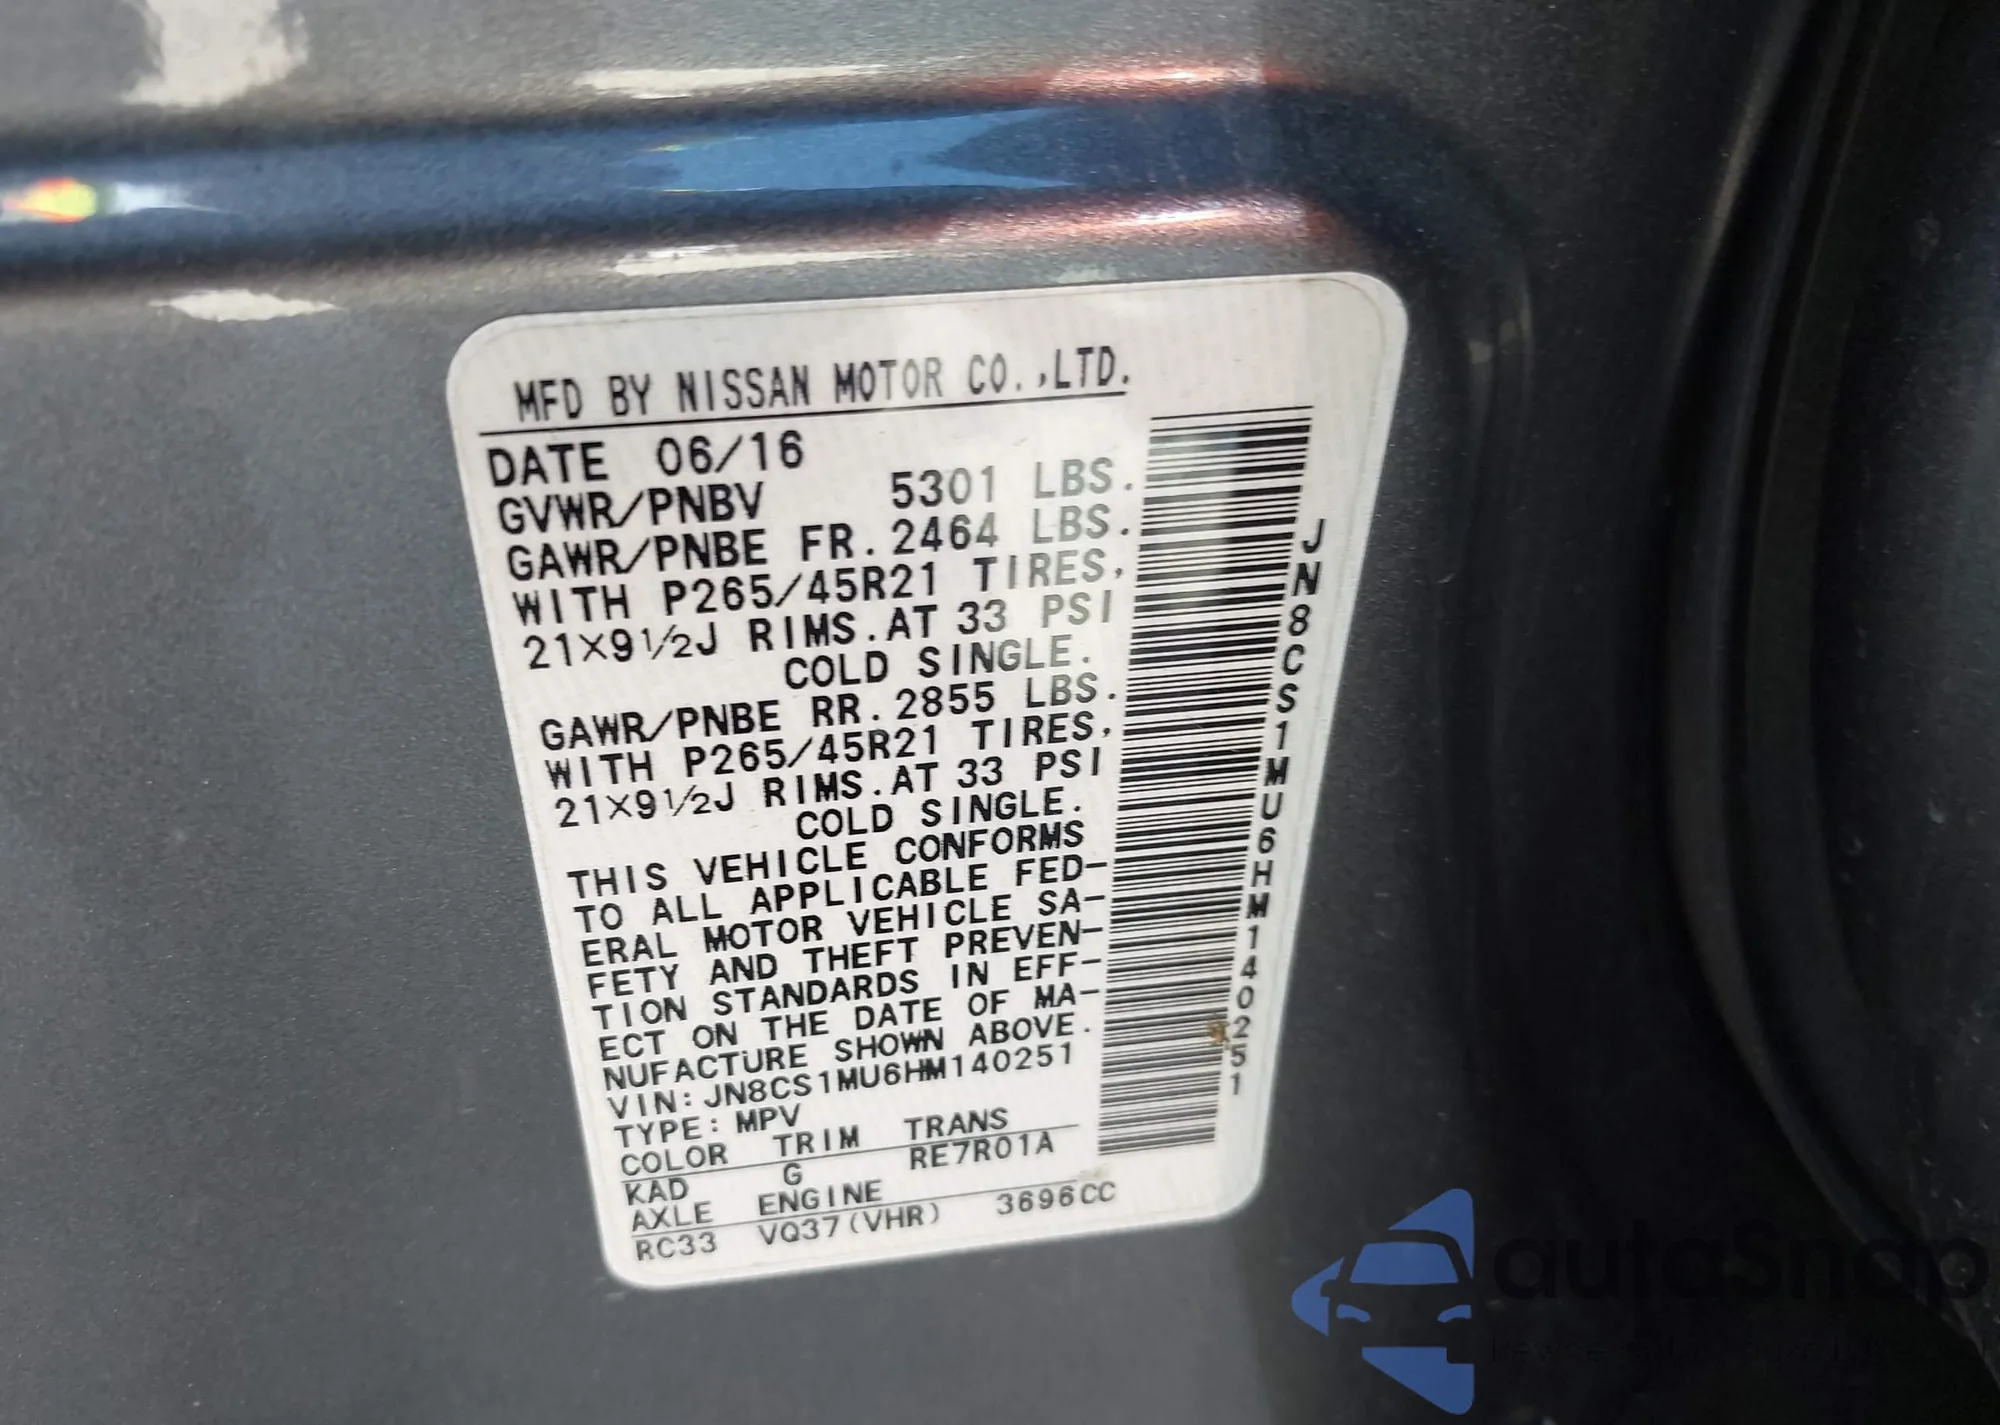 MFD BY NISSAN MOTOR CO.,LTD.
DATE 06/16
GVWR/PNBV 5301 LBS.
GAWR/PNBE FR. 2464 LBS.
WITH P265/45R21 TIRES,
21X9½J RIMS. AT 33 PSI
COLD SINGLE.
GAWR/PNBE RR. 2855 LBS.
WITH P265/45R21 TIRES,
21X9½J RIMS. AT 33 PSI
COLD SINGLE.
THIS VEHICLE CONFORMS
TO ALL APPLICABLE FED-
ERAL MOTOR VEHICLE SA-
FETY AND THEFT PREVEN-
TION STANDARDS IN EFF-
ECT ON THE DATE OF MA-
NUFACTURE SHOWN ABOVE.
VIN: JN8CS1MU6HM140251
TYPE: MPV
COLOR TRIM TRANS
KAD G RE7R01A
AXLE ENGINE
RC33 VQ37(VHR) 3696CC
JN8CS1MU6HM140251
autosnap